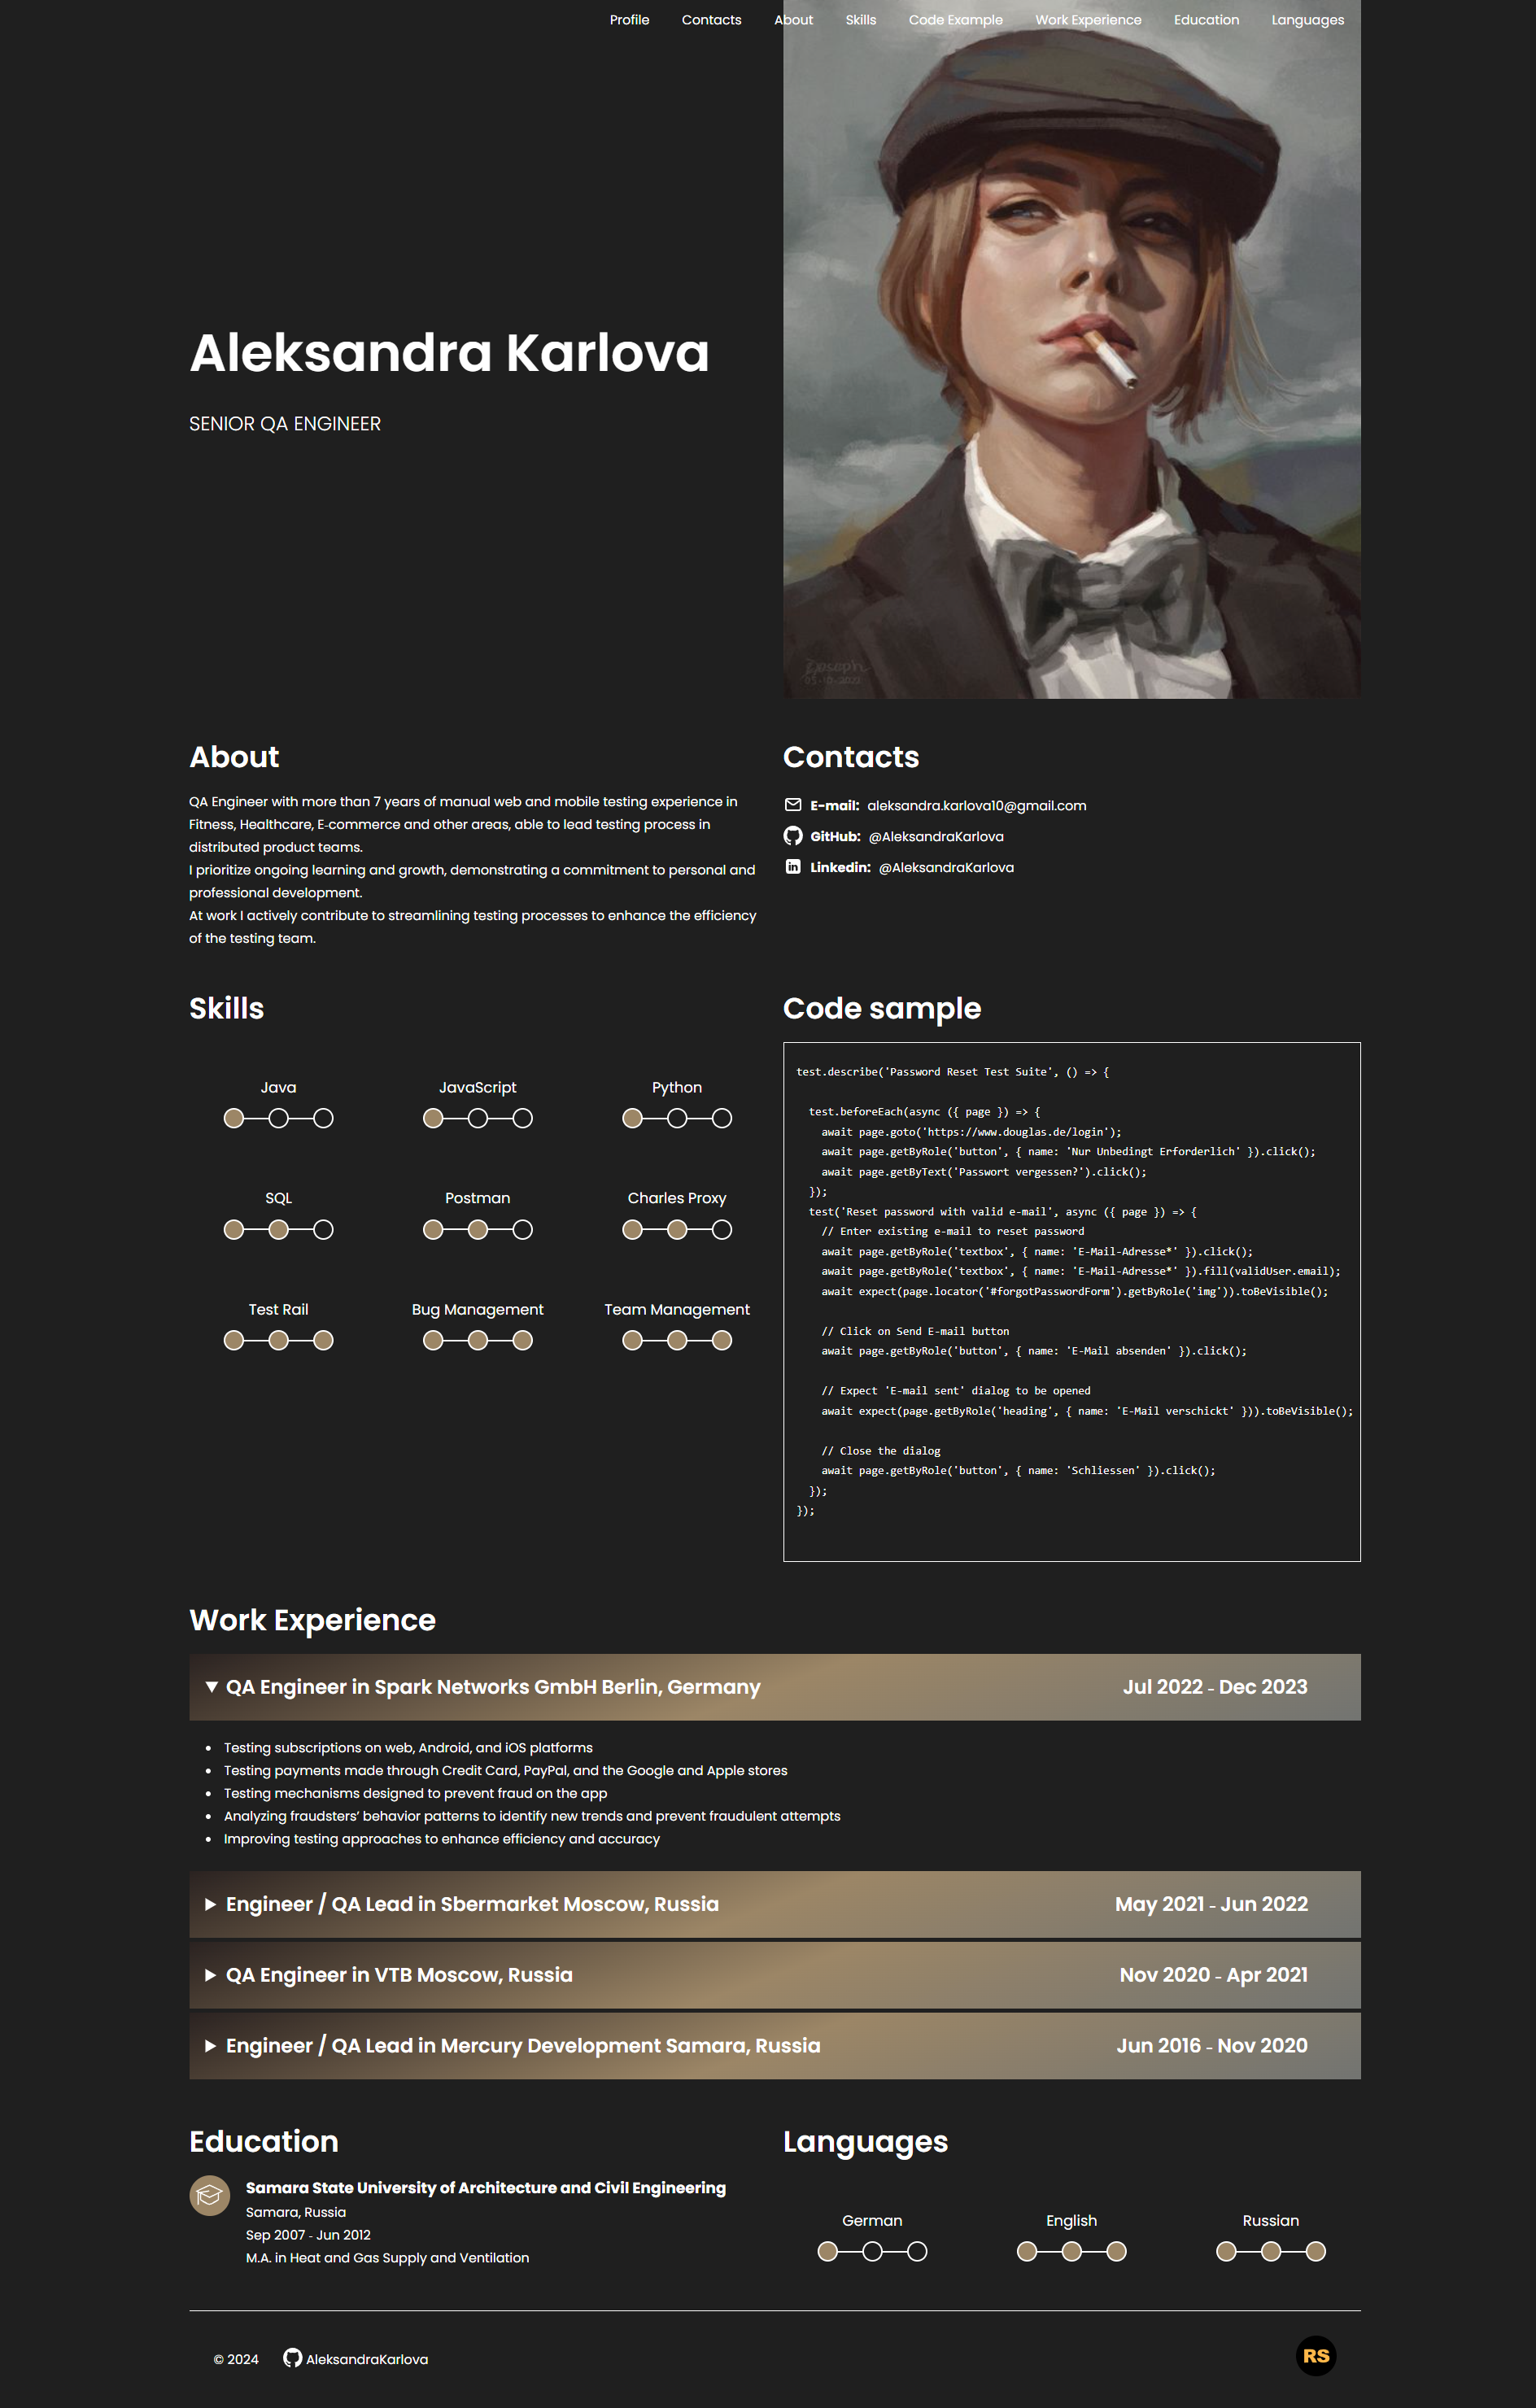 Profile Contacts About Skills Code Example Work Experience Education Languages
Aleksandra Karlova
SENIOR QA ENGINEER
About
QA Engineer with more than 7 years of manual web and mobile testing experience in
Fitness, Healthcare, E-commerce and other areas, able to lead testing process in
distributed product teams.
I prioritize ongoing learning and growth, demonstrating a commitment to personal and
professional development.
At work I actively contribute to streamlining testing processes to enhance the efficiency
of the testing team.
Contacts
E-mail: aleksandra.karlova10@gmail.com
GitHub: @AleksandraKarlova
Linkedin: @AleksandraKarlova
Skills
Java JavaScript Python
SQL Postman Charles Proxy
Test Rail Bug Management Team Management
Code sample
test.describe('Password Reset Test Suite', () => {
test.beforeEach(async ({ page }) => {
await page.goto('https://www.douglas.de/login');
await page.getByRole('button', { name: 'Nur Unbedingt Erforderlich' }).click();
await page.getByText('Passwort vergessen?').click();
});
test('Reset password with valid e-mail', async ({ page }) => {
// Enter existing e-mail to reset password
await page.getByRole('textbox', { name: 'E-Mail-Adresse*' }).click();
await page.getByRole('textbox', { name: 'E-Mail-Adresse*' }).fill(validUser.email);
await expect(page.locator('#forgotPasswordForm').getByRole('img')).toBeVisible();
// Click on Send E-mail button
await page.getByRole('button', { name: 'E-Mail absenden' }).click();
// Expect 'E-mail sent' dialog to be opened
await expect(page.getByRole('heading', { name: 'E-Mail verschickt' })).toBeVisible();
// Close the dialog
await page.getByRole('button', { name: 'Schliessen' }).click();
});
});
Work Experience
QA Engineer in Spark Networks GmbH Berlin, Germany Jul 2022 - Dec 2023
• Testing subscriptions on web, Android, and iOS platforms
• Testing payments made through Credit Card, PayPal, and the Google and Apple stores
• Testing mechanisms designed to prevent fraud on the app
• Analyzing fraudsters’ behavior patterns to identify new trends and prevent fraudulent attempts
• Improving testing approaches to enhance efficiency and accuracy
Engineer / QA Lead in Sbermarket Moscow, Russia May 2021 - Jun 2022
QA Engineer in VTB Moscow, Russia Nov 2020 - Apr 2021
Engineer / QA Lead in Mercury Development Samara, Russia Jun 2016 - Nov 2020
Education
Samara State University of Architecture and Civil Engineering
Samara, Russia
Sep 2007 - Jun 2012
M.A. in Heat and Gas Supply and Ventilation
Languages
German English Russian
© 2024 AleksandraKarlova
RS